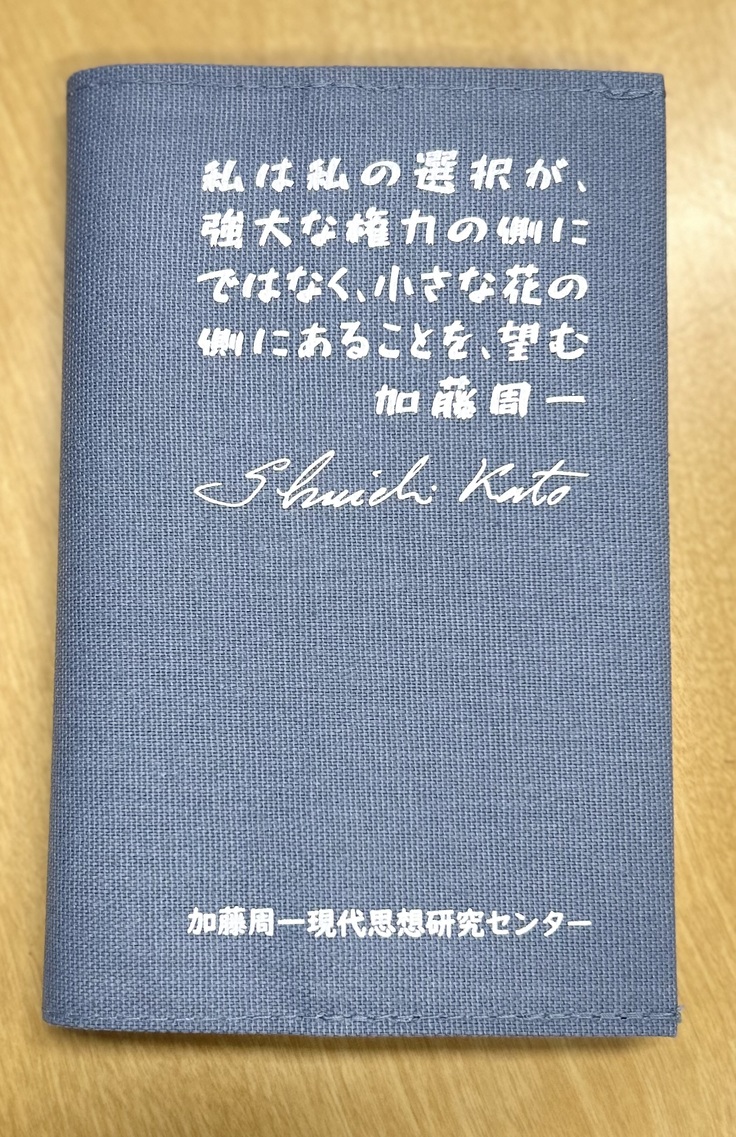 私は私の選択が、
強大な権力の側に
ではなく、小さな花の
側にあることを、望む
加藤周一
Shuichi Kato
加藤周一現代思想研究センター